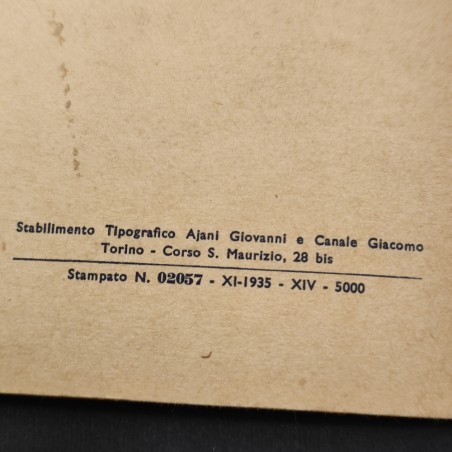 Stabilimento Tipografico Ajani Giovanni e Canale Giacomo
Torino - Corso S. Maurizio, 28 bis
Stampato N. 02057 - XI-1935 - XIV - 5000